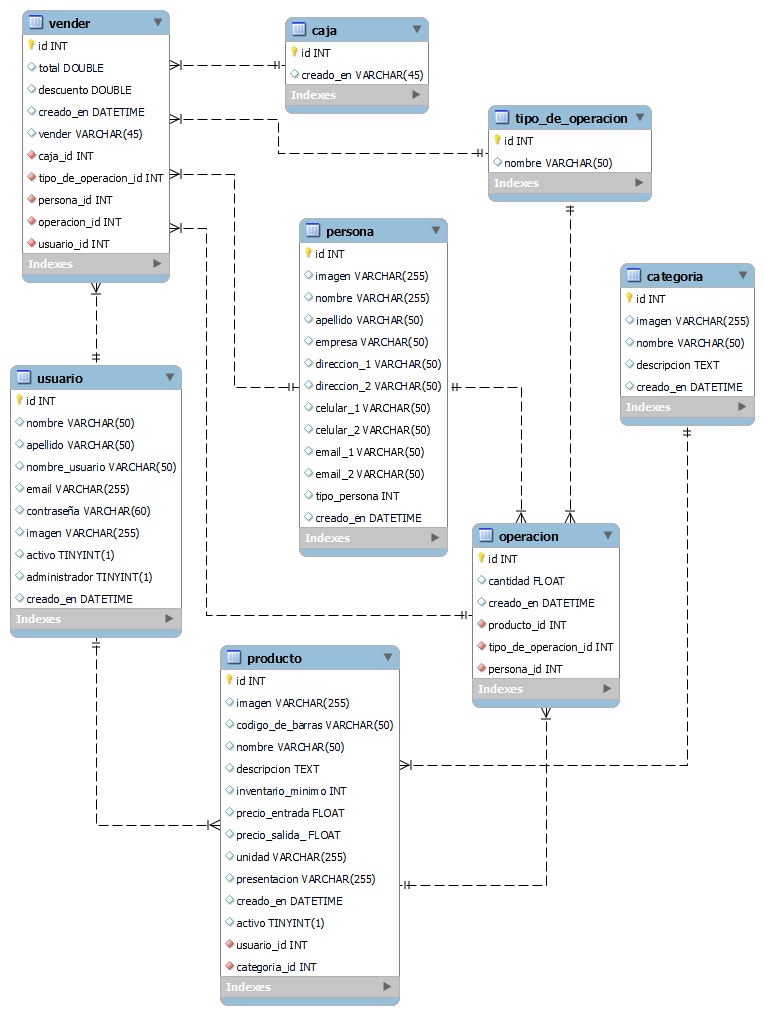 vender
id INT
total DOUBLE
descuento DOUBLE
creado_en DATETIME
vender VARCHAR(45)
caja_id INT
tipo_de_operacion_id INT
persona_id INT
operacion_id INT
usuario_id INT
Indexes
caja
id INT
creado_en VARCHAR(45)
Indexes
tipo_de_operacion
id INT
nombre VARCHAR(50)
Indexes
persona
id INT
imagen VARCHAR(255)
nombre VARCHAR(255)
apellido VARCHAR(50)
empresa VARCHAR(50)
direccion_1 VARCHAR(50)
direccion_2 VARCHAR(50)
celular_1 VARCHAR(50)
celular_2 VARCHAR(50)
email_1 VARCHAR(50)
email_2 VARCHAR(50)
tipo_persona INT
creado_en DATETIME
Indexes
categoria
id INT
imagen VARCHAR(255)
nombre VARCHAR(50)
descripcion TEXT
creado_en DATETIME
Indexes
usuario
id INT
nombre VARCHAR(50)
apellido VARCHAR(50)
nombre_usuario VARCHAR(50)
email VARCHAR(255)
contraseña VARCHAR(60)
imagen VARCHAR(255)
activo TINYINT(1)
administrador TINYINT(1)
creado_en DATETIME
Indexes
operacion
id INT
cantidad FLOAT
creado_en DATETIME
producto_id INT
tipo_de_operacion_id INT
persona_id INT
Indexes
producto
id INT
imagen VARCHAR(255)
codigo_de_barras VARCHAR(50)
nombre VARCHAR(50)
descripcion TEXT
inventario_minimo INT
precio_entrada FLOAT
precio_salida_ FLOAT
unidad VARCHAR(255)
presentacion VARCHAR(255)
creado_en DATETIME
activo TINYINT(1)
usuario_id INT
categoria_id INT
Indexes